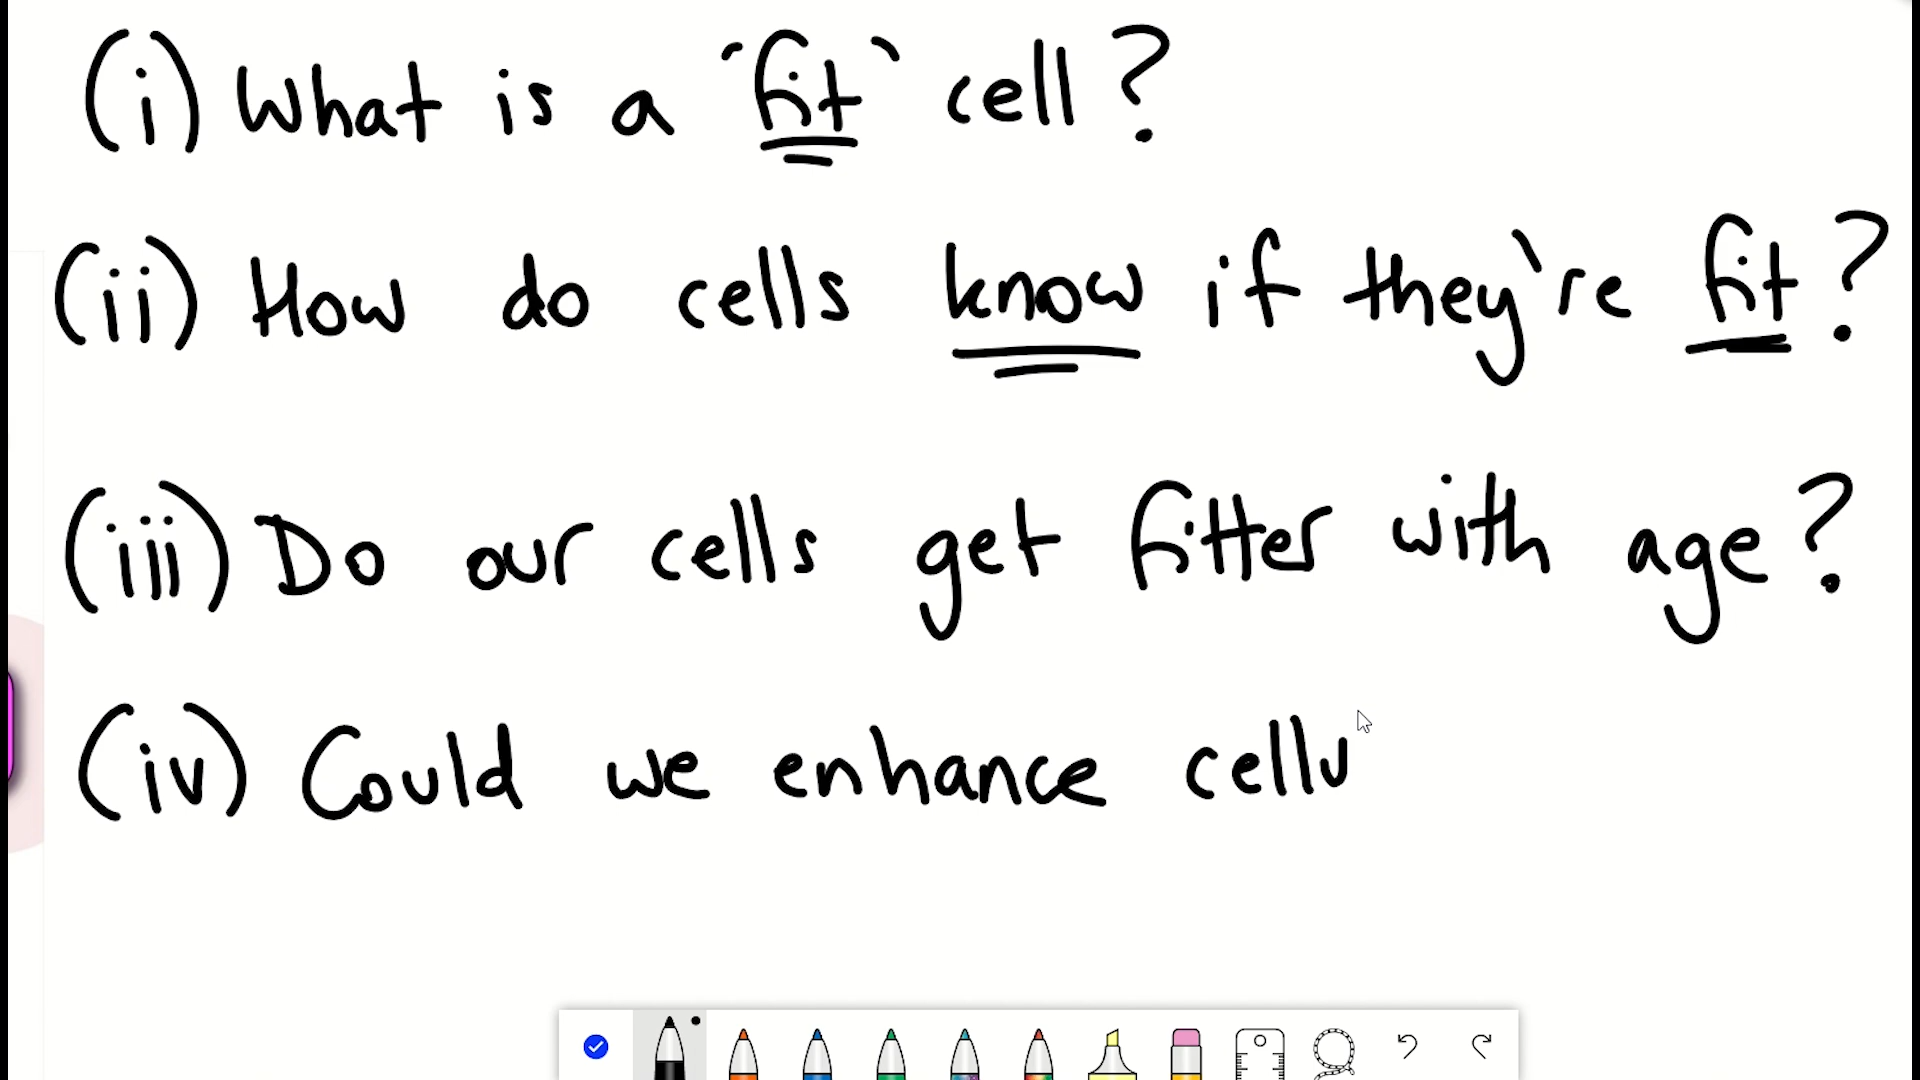 (i) What is a 'fit' cell?
(ii) How do cells know if they're fit?
(iii) Do our cells get fitter with age?
(iv) Could we enhance cellu